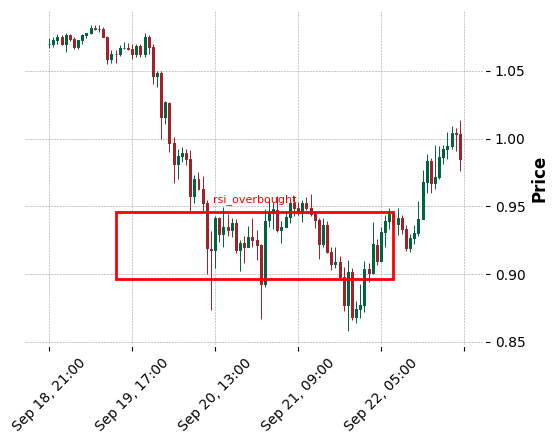 1.05
1.00
0.95
0.90
0.85
Price
rsi_overbought
Sep 18, 21:00
Sep 19, 17:00
Sep 20, 13:00
Sep 21, 09:00
Sep 22, 05:00